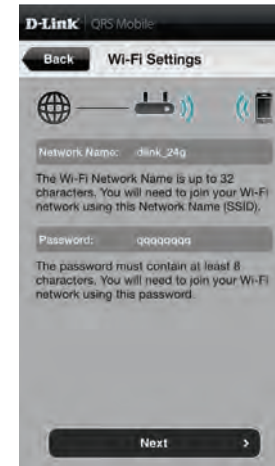 D-Link QRS Mobile
Back Wi-Fi Settings
Network Name: dlink_24g
The Wi-Fi Network Name is up to 32
characters. You will need to join your Wi-Fi
network using this Network Name (SSID).
Password: qqqqqqqq
The password must contain at least 8
characters. You will need to join your Wi-Fi
network using this password.
Next